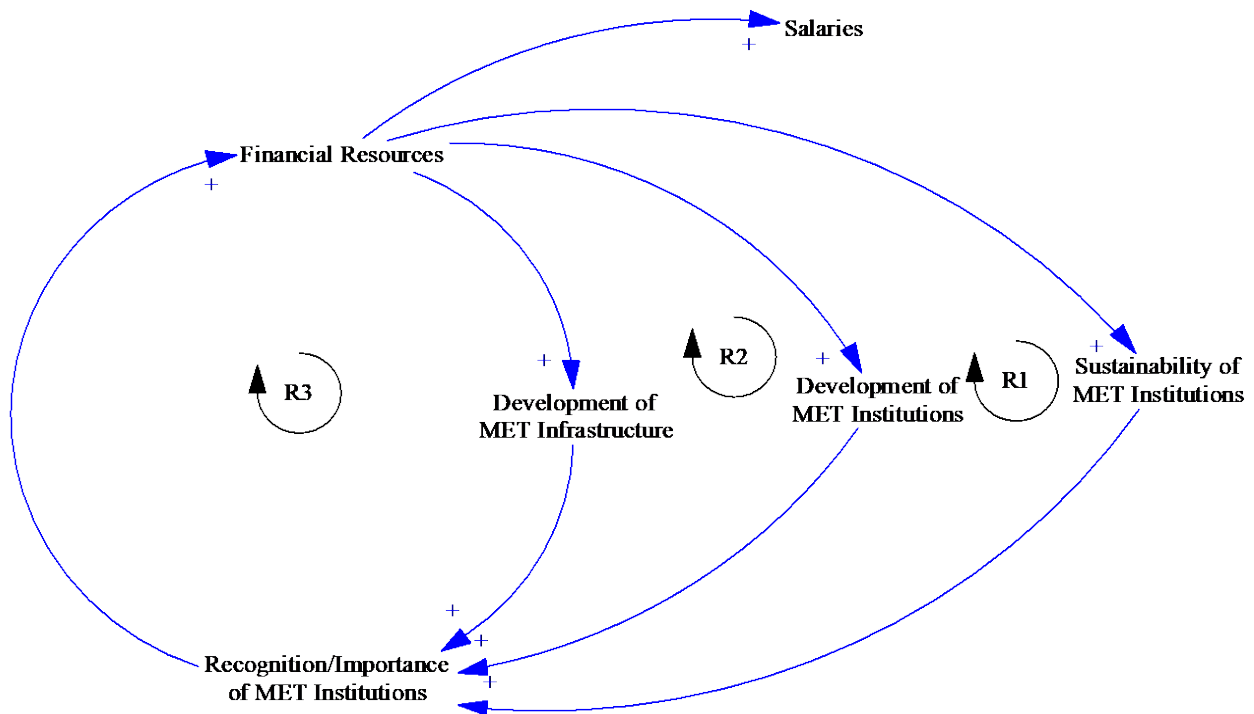 Salaries
+
Financial Resources
+
R3
+
R2
+
R1
+
Sustainability of
MET Institutions
Development of
MET Institutions
Development of
MET Infrastructure
+
+
+
Recognition/Importance
of MET Institutions